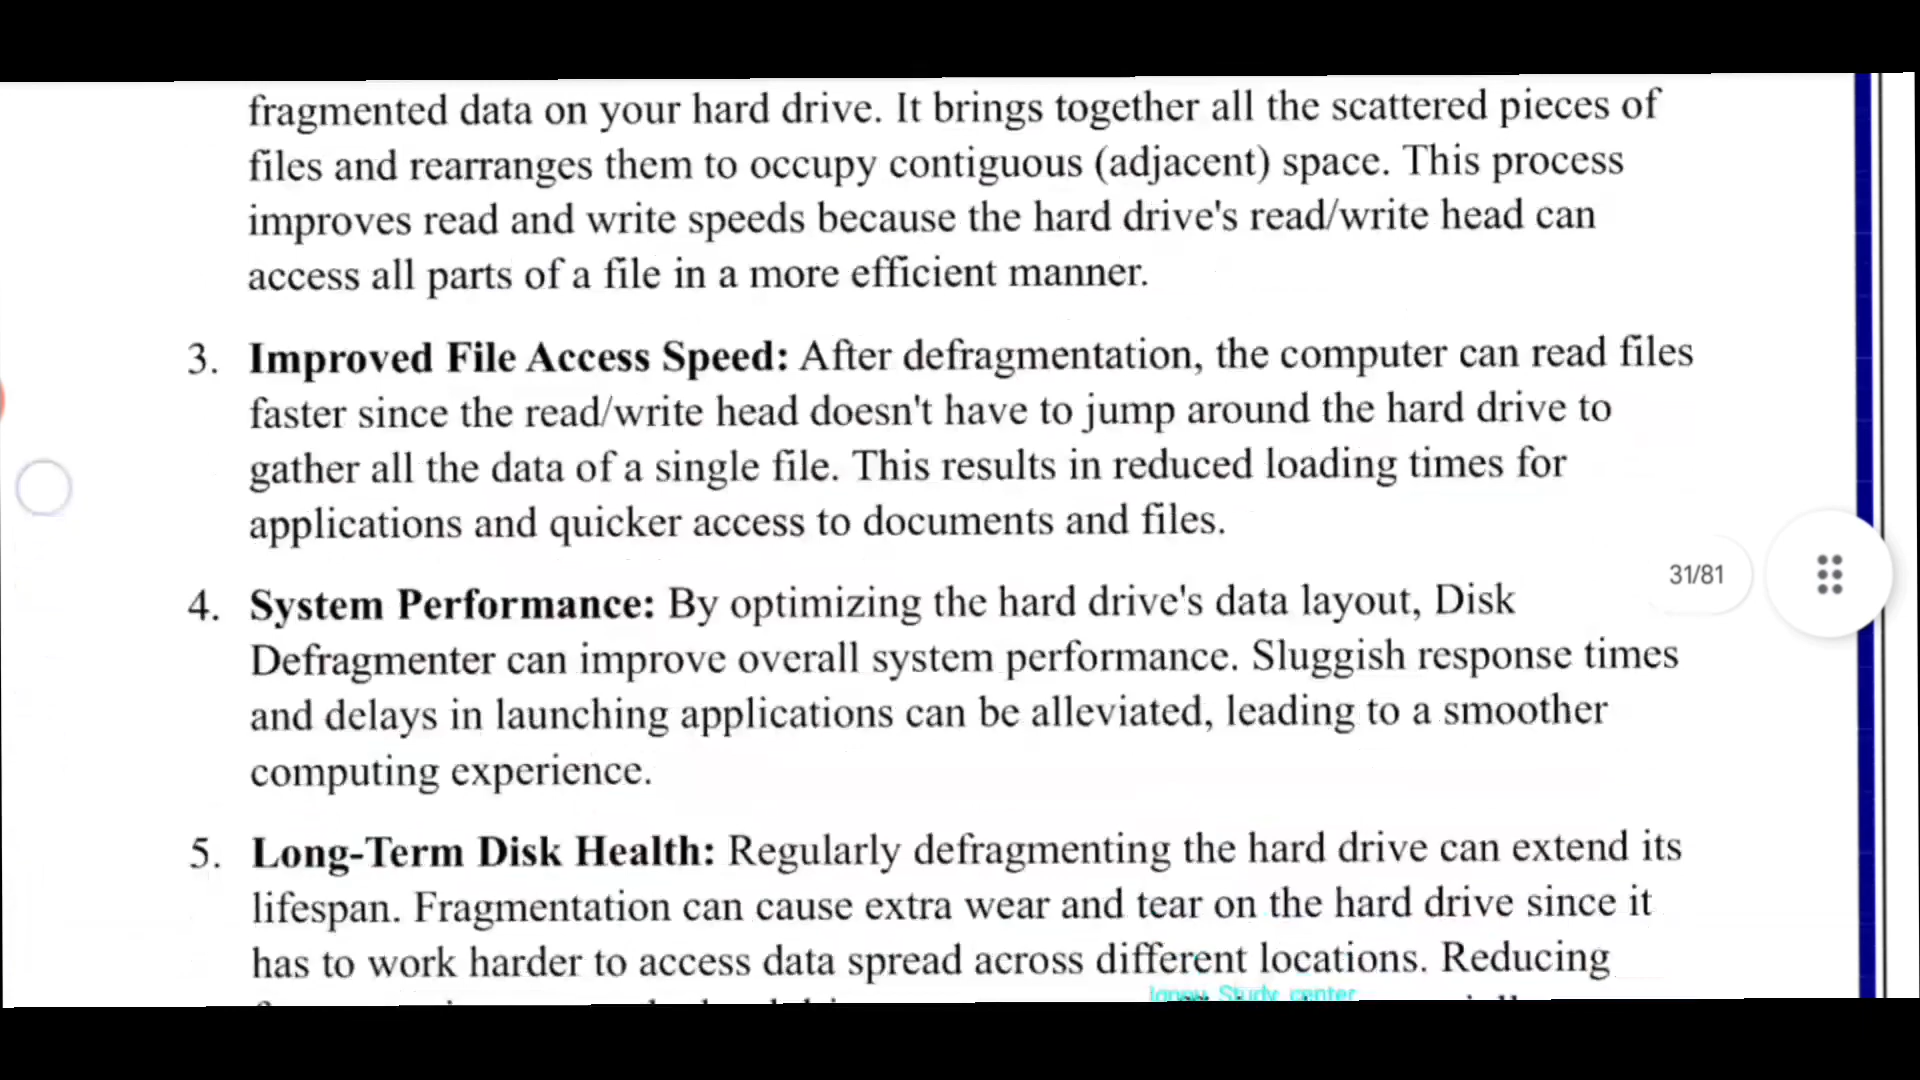 fragmented data on your hard drive. It brings together all the scattered pieces of
files and rearranges them to occupy contiguous (adjacent) space. This process
improves read and write speeds because the hard drive's read/write head can
access all parts of a file in a more efficient manner.
3. Improved File Access Speed: After defragmentation, the computer can read files
faster since the read/write head doesn't have to jump around the hard drive to
gather all the data of a single file. This results in reduced loading times for
applications and quicker access to documents and files.
31/81
4. System Performance: By optimizing the hard drive's data layout, Disk
Defragmenter can improve overall system performance. Sluggish response times
and delays in launching applications can be alleviated, leading to a smoother
computing experience.
5. Long-Term Disk Health: Regularly defragmenting the hard drive can extend its
lifespan. Fragmentation can cause extra wear and tear on the hard drive since it
has to work harder to access data spread across different locations. Reducing
Study center